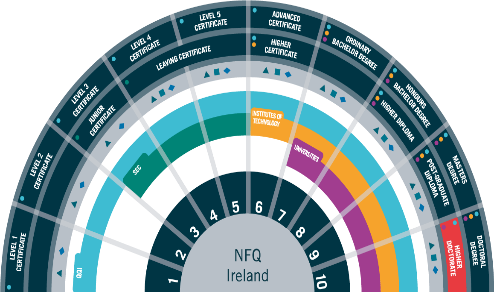 LEVEL 1
CERTIFICATE
LEVEL 2
CERTIFICATE
LEVEL 3
CERTIFICATE
JUNIOR
CERTIFICATE
LEVEL 4
CERTIFICATE
LEVEL 5
CERTIFICATE
LEAVING CERTIFICATE
ADVANCED
CERTIFICATE
HIGHER
CERTIFICATE
ORDINARY
BACHELOR DEGREE
HONOURS
BACHELOR DEGREE
HIGHER DIPLOMA
MASTERS
DEGREE
POST-GRADUATE
DIPLOMA
DOCTORAL
DEGREE
HIGHER
DOCTORATE
QQI
SEC
INSTITUTES OF
TECHNOLOGY
UNIVERSITIES
1
2
3
4
5
6
7
8
9
10
NFQ
Ireland